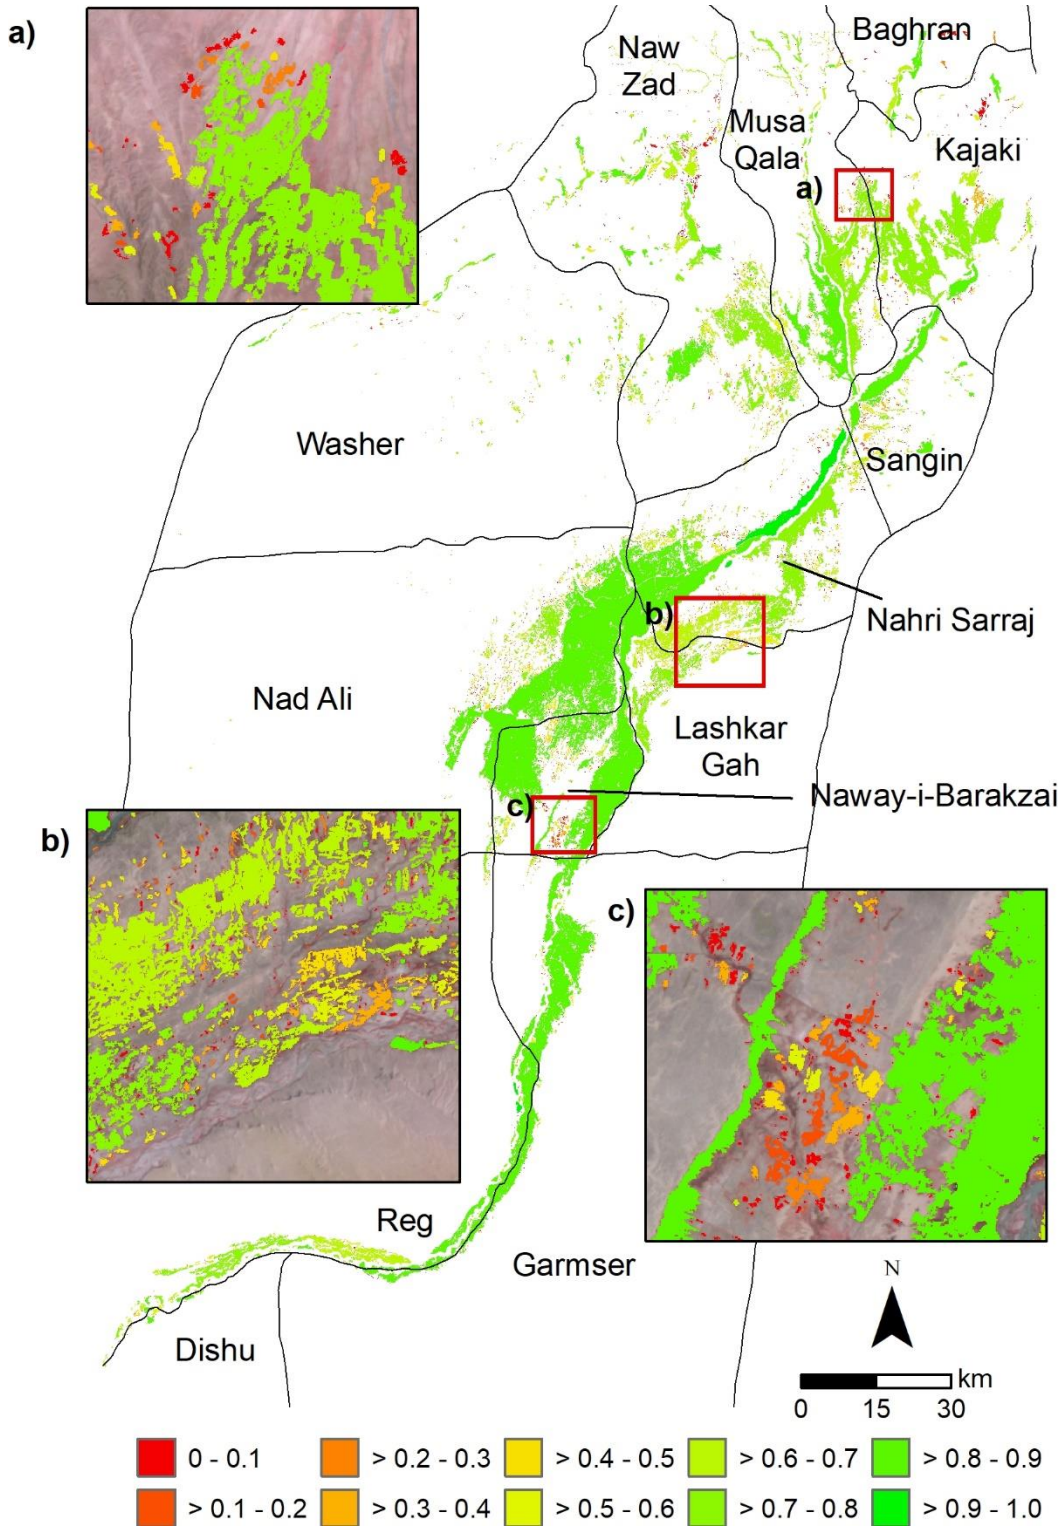 a)
Baghran
Naw
Zad
Musa
Qala
Kajaki
a)
Washer
Sangin
b)
Nahri Sarraj
Nad Ali
Lashkar
Gah
Naway-i-Barakzai
c)
b)
c)
Reg
Garmser
N
Dishu
km
0 15 30
0 - 0.1 > 0.2 - 0.3 > 0.4 - 0.5 > 0.6 - 0.7 > 0.8 - 0.9
> 0.1 - 0.2 > 0.3 - 0.4 > 0.5 - 0.6 > 0.7 - 0.8 > 0.9 - 1.0